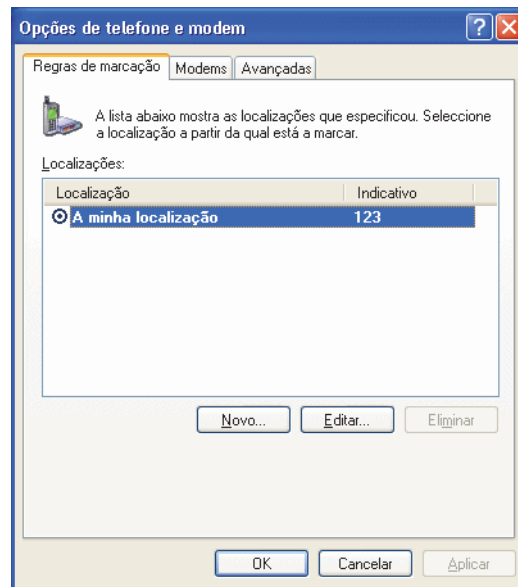 Opções de telefone e modem
Regras de marcação Modems Avançadas
A lista abaixo mostra as localizações que especificou. Seleccione
a localização a partir da qual está a marcar.
Localizações:
Localização Indicativo
A minha localização 123
Novo... Editar... Eliminar
OK Cancelar Aplicar